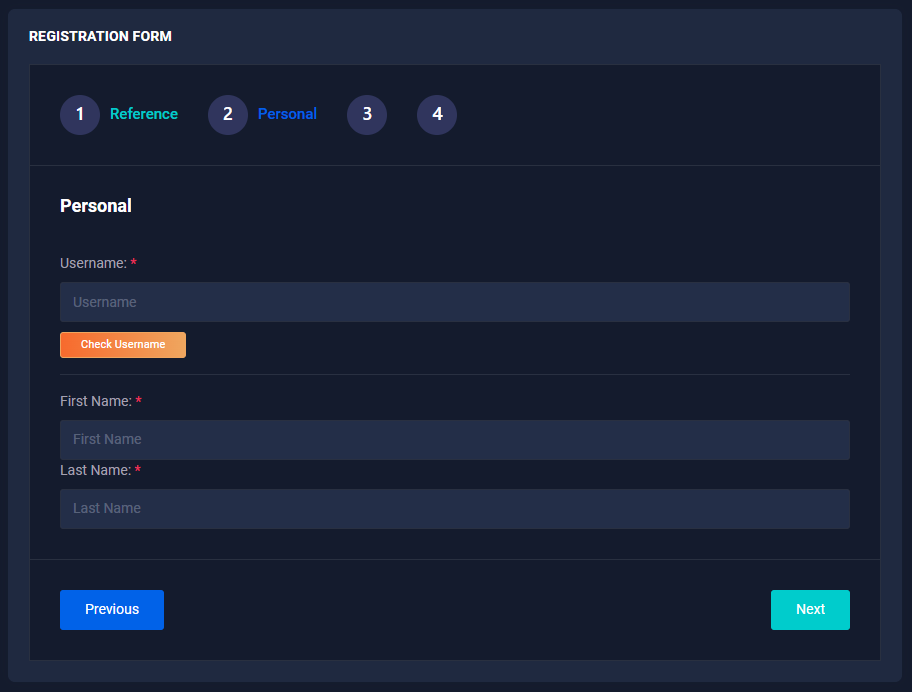 REGISTRATION FORM
1 Reference 2 Personal 3 4
Personal
Username: *
Username
Check Username
First Name: *
First Name
Last Name: *
Last Name
Previous Next